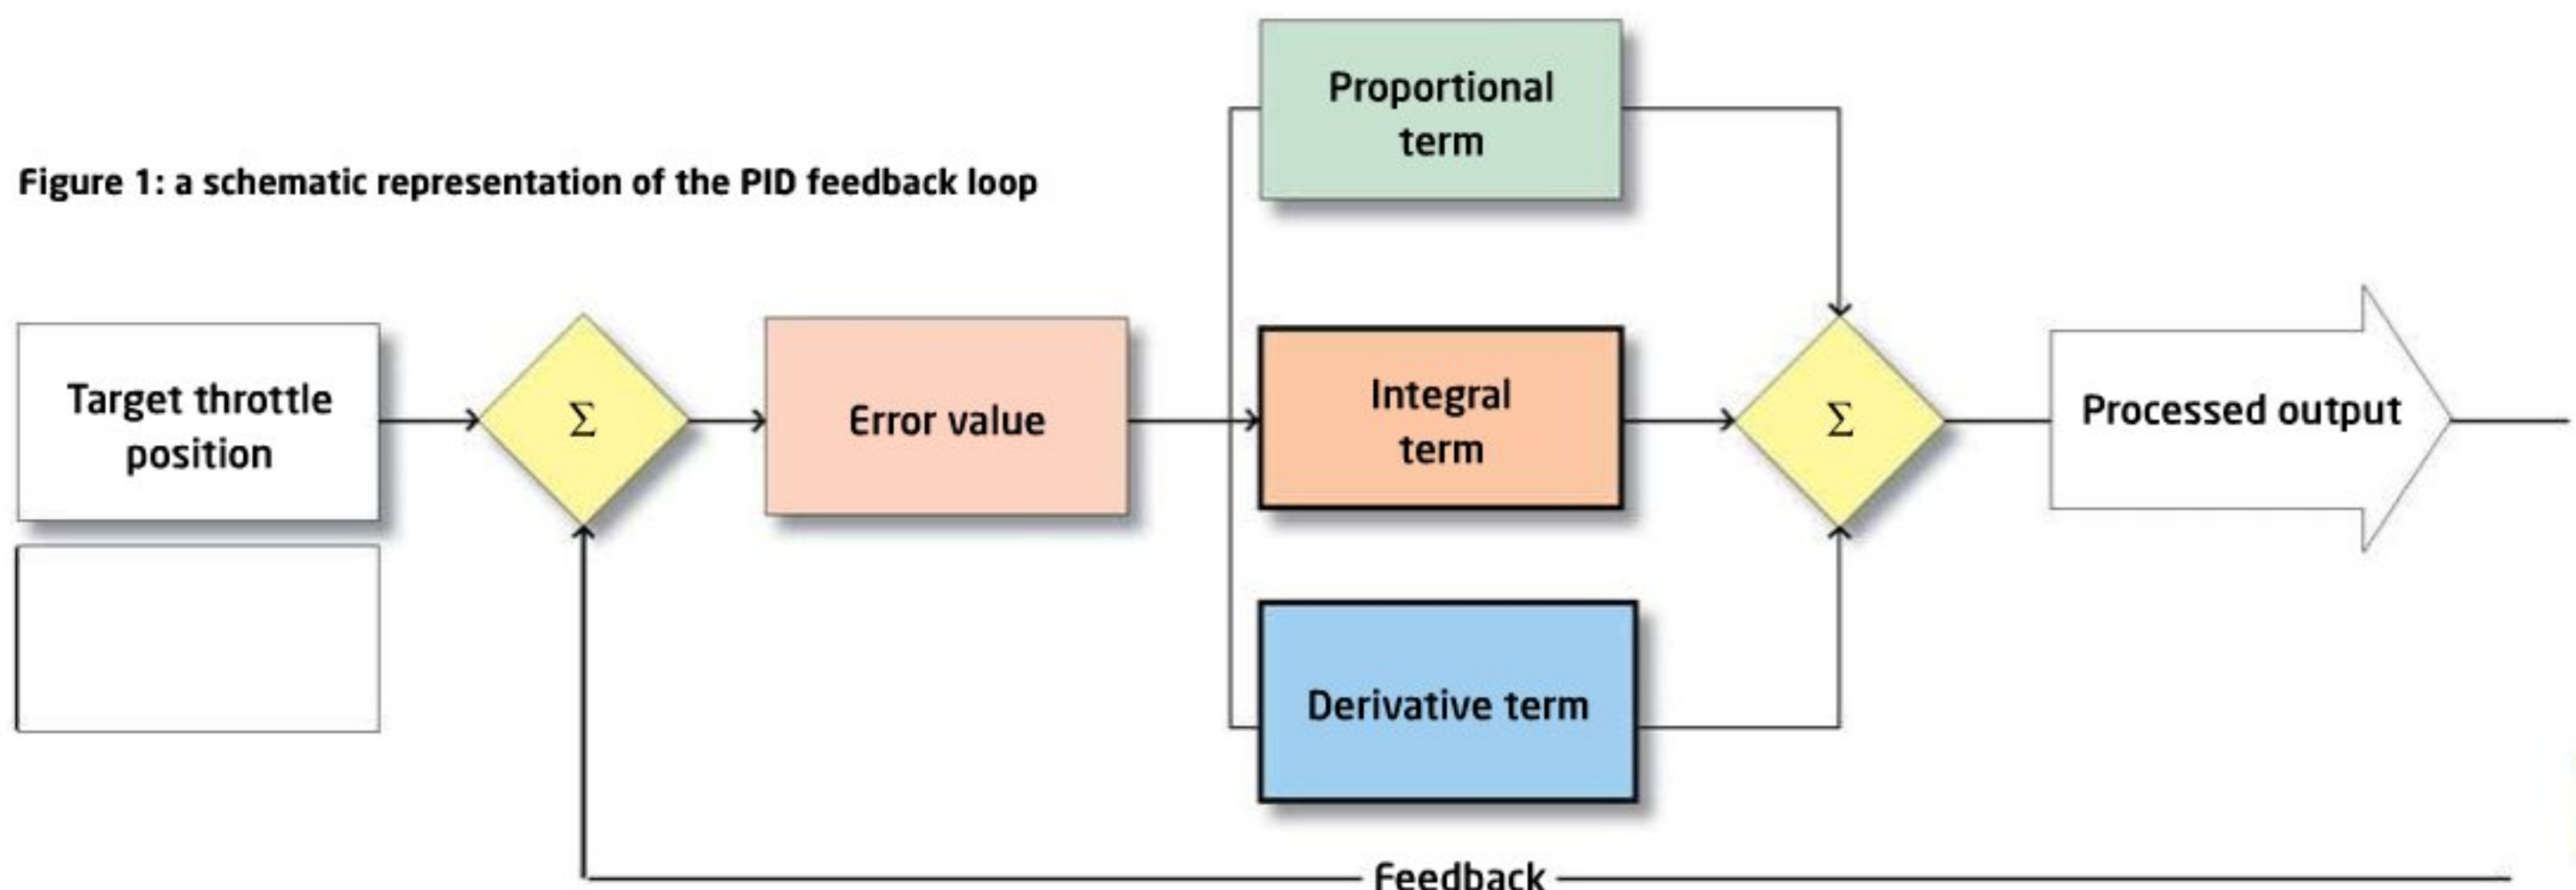 Figure 1: a schematic representation of the PID feedback loop
Proportional
term
Target throttle
position
Σ
Error value
Integral
term
Σ
Processed output
Derivative term
Feedback